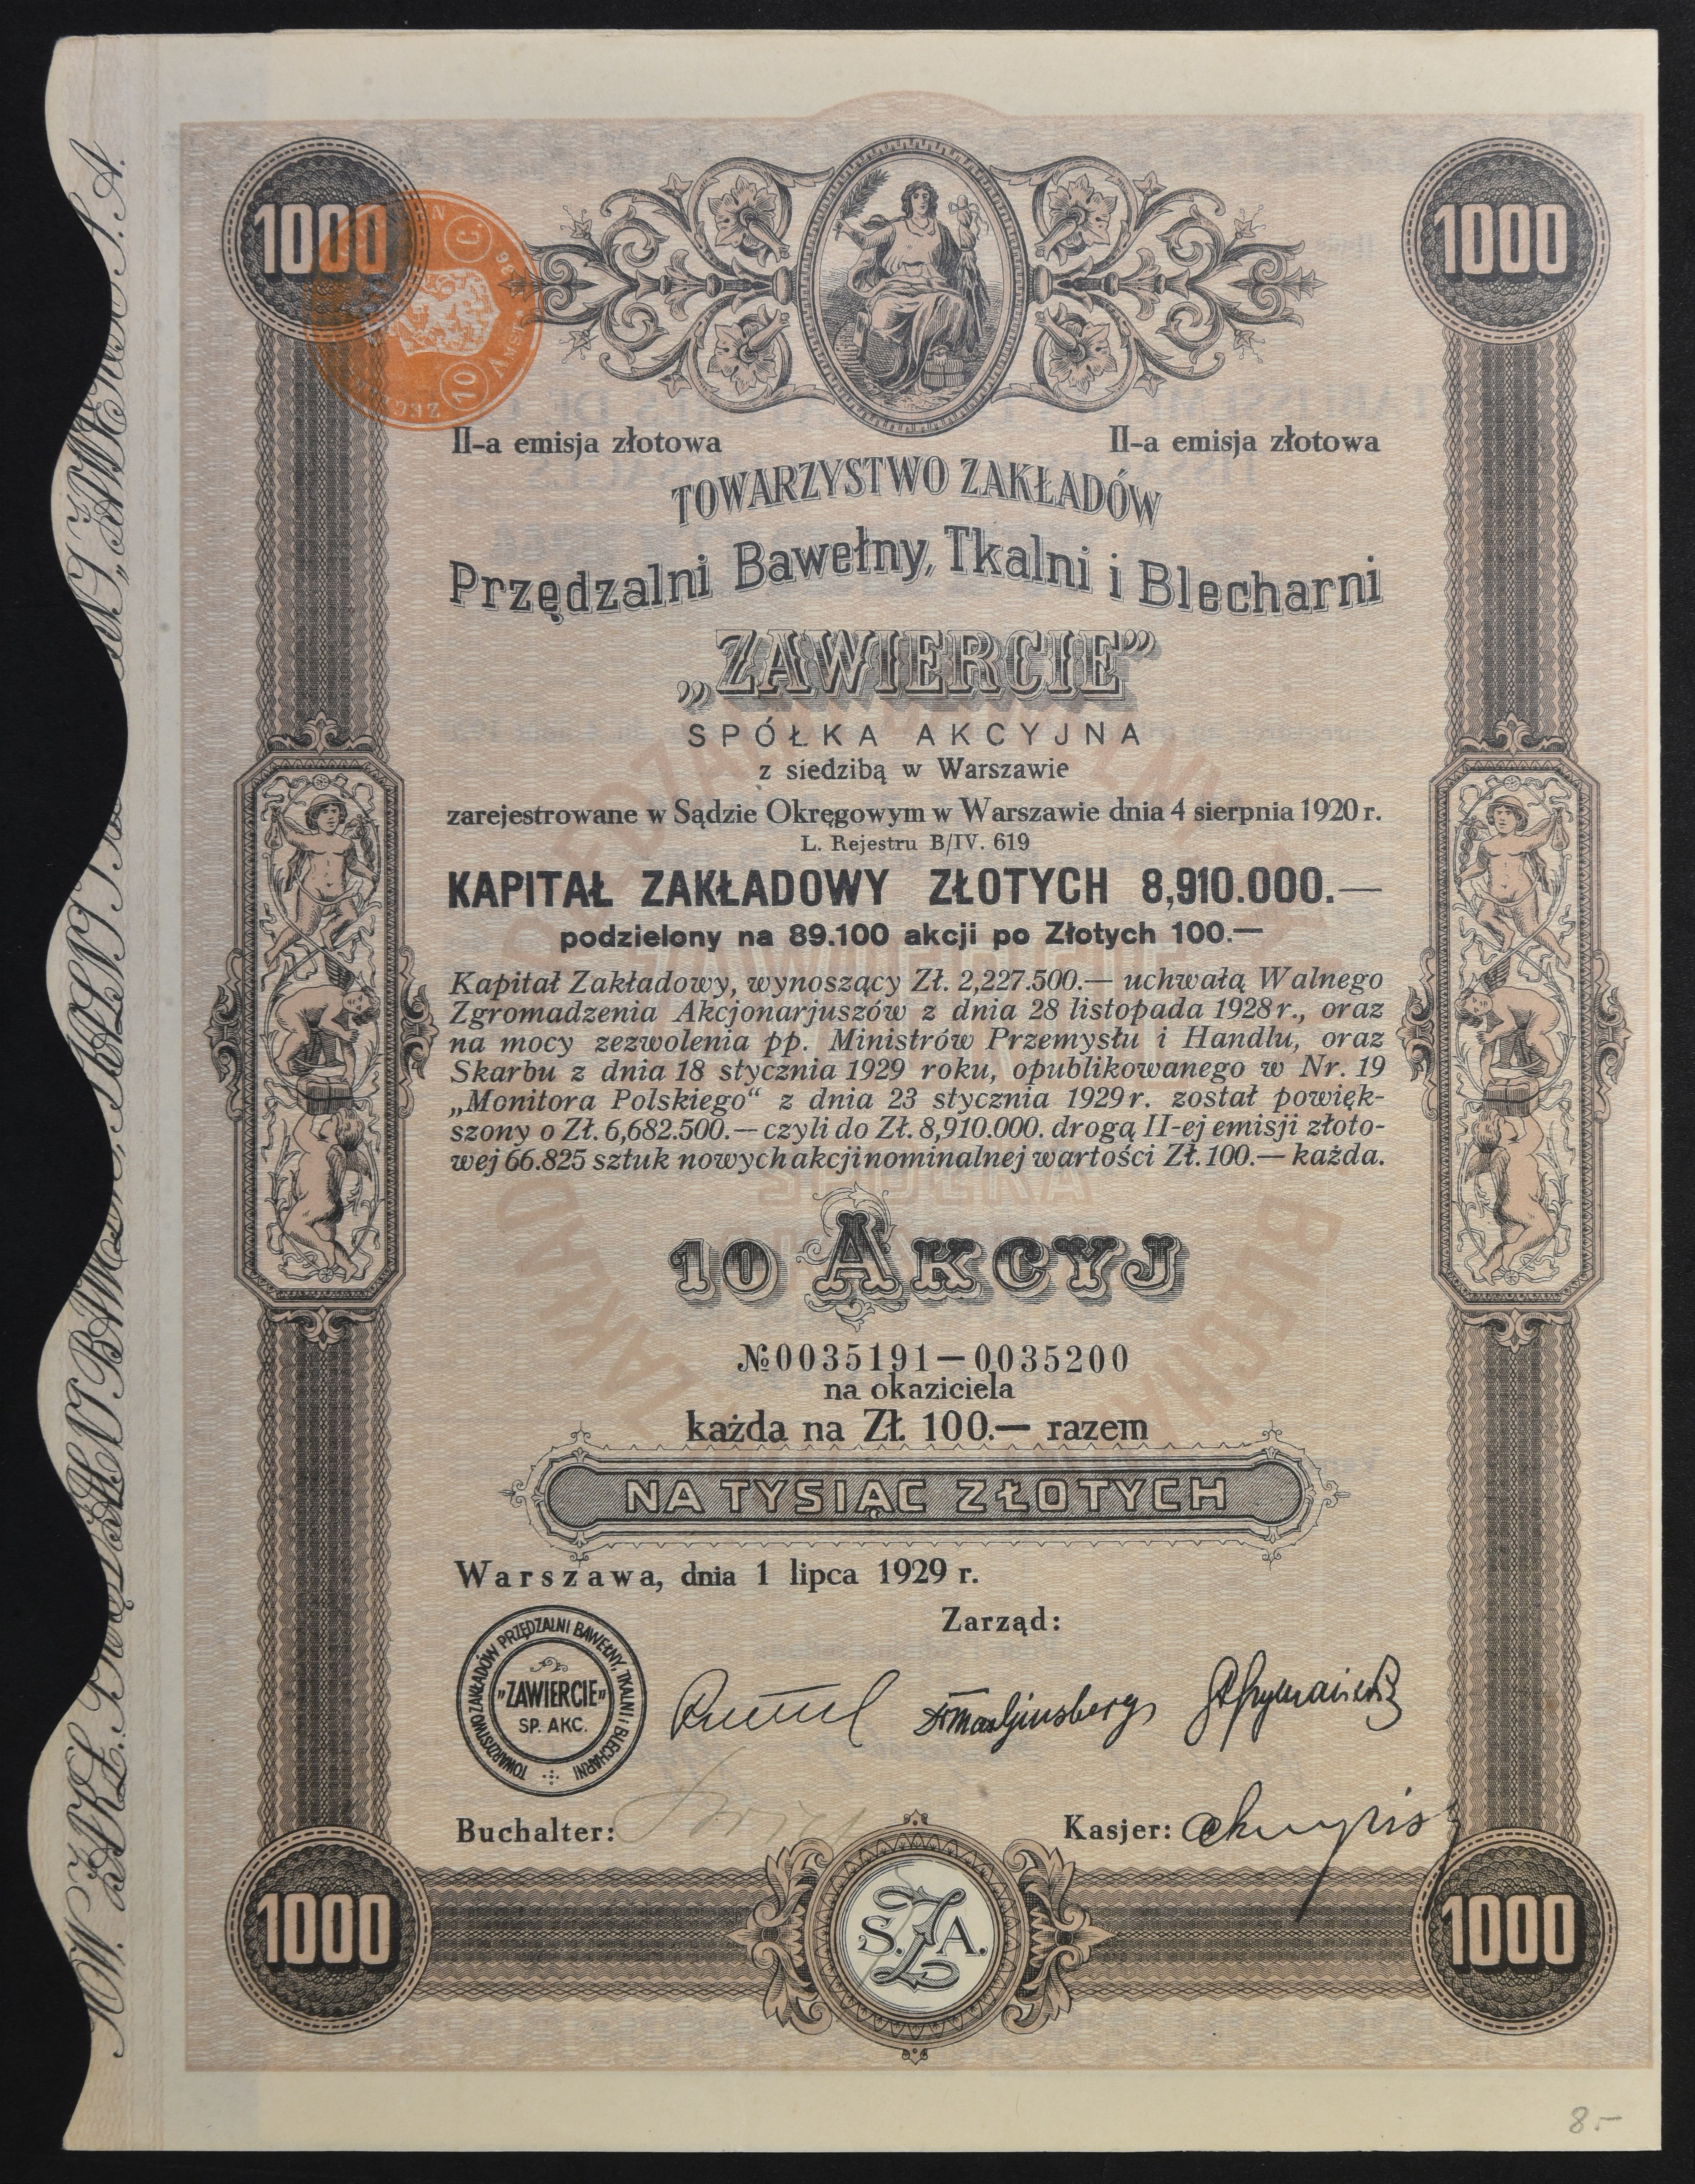 1000
1000
II-a emisja złotowa
II-a emisja złotowa
TOWARZYSTWO ZAKŁADÓW
Przędzalni Bawełny, Tkalni i Blecharni
„ZAWIERCIE”
SPÓŁKA AKCYJNA
z siedzibą w Warszawie
zarejestrowane w Sądzie Okręgowym w Warszawie dnia 4 sierpnia 1920 r.
L. Rejestru B/IV. 619
KAPITAŁ ZAKŁADOWY ZŁOTYCH 8,910.000.—
podzielony na 89.100 akcji po Złotych 100.—
Kapitał Zakładowy, wynoszący Zł. 2,227.500.— uchwałą Walnego
Zgromadzenia Akcjonarjuszów z dnia 28 listopada 1928 r., oraz
na mocy zezwolenia pp. Ministrów Przemysłu i Handlu, oraz
Skarbu z dnia 18 stycznia 1929 roku, opublikowanego w Nr. 19
„Monitora Polskiego“ z dnia 23 stycznia 1929 r. został powięk-
szony o Zł. 6,682.500.— czyli do Zł. 8,910.000. drogą II-ej emisji złoto-
wej 66.825 sztuk nowych akcji nominalnej wartości Zł. 100.— każda.
10 AKCYJ
№ 0035191—0035200
na okaziciela
każda na Zł. 100.— razem
NA TYSIĄC ZŁOTYCH
Warszawa, dnia 1 lipca 1929 r.
Zarząd:
TOWARZYSTWO ZAKŁADÓW PRZĘDZALNI BAWEŁNY, TKALNI I BLECHARNI
„ZAWIERCIE”
SP. AKC.
Buchalter:
Kasjer:
1000
S. Z. A.
1000
8.-